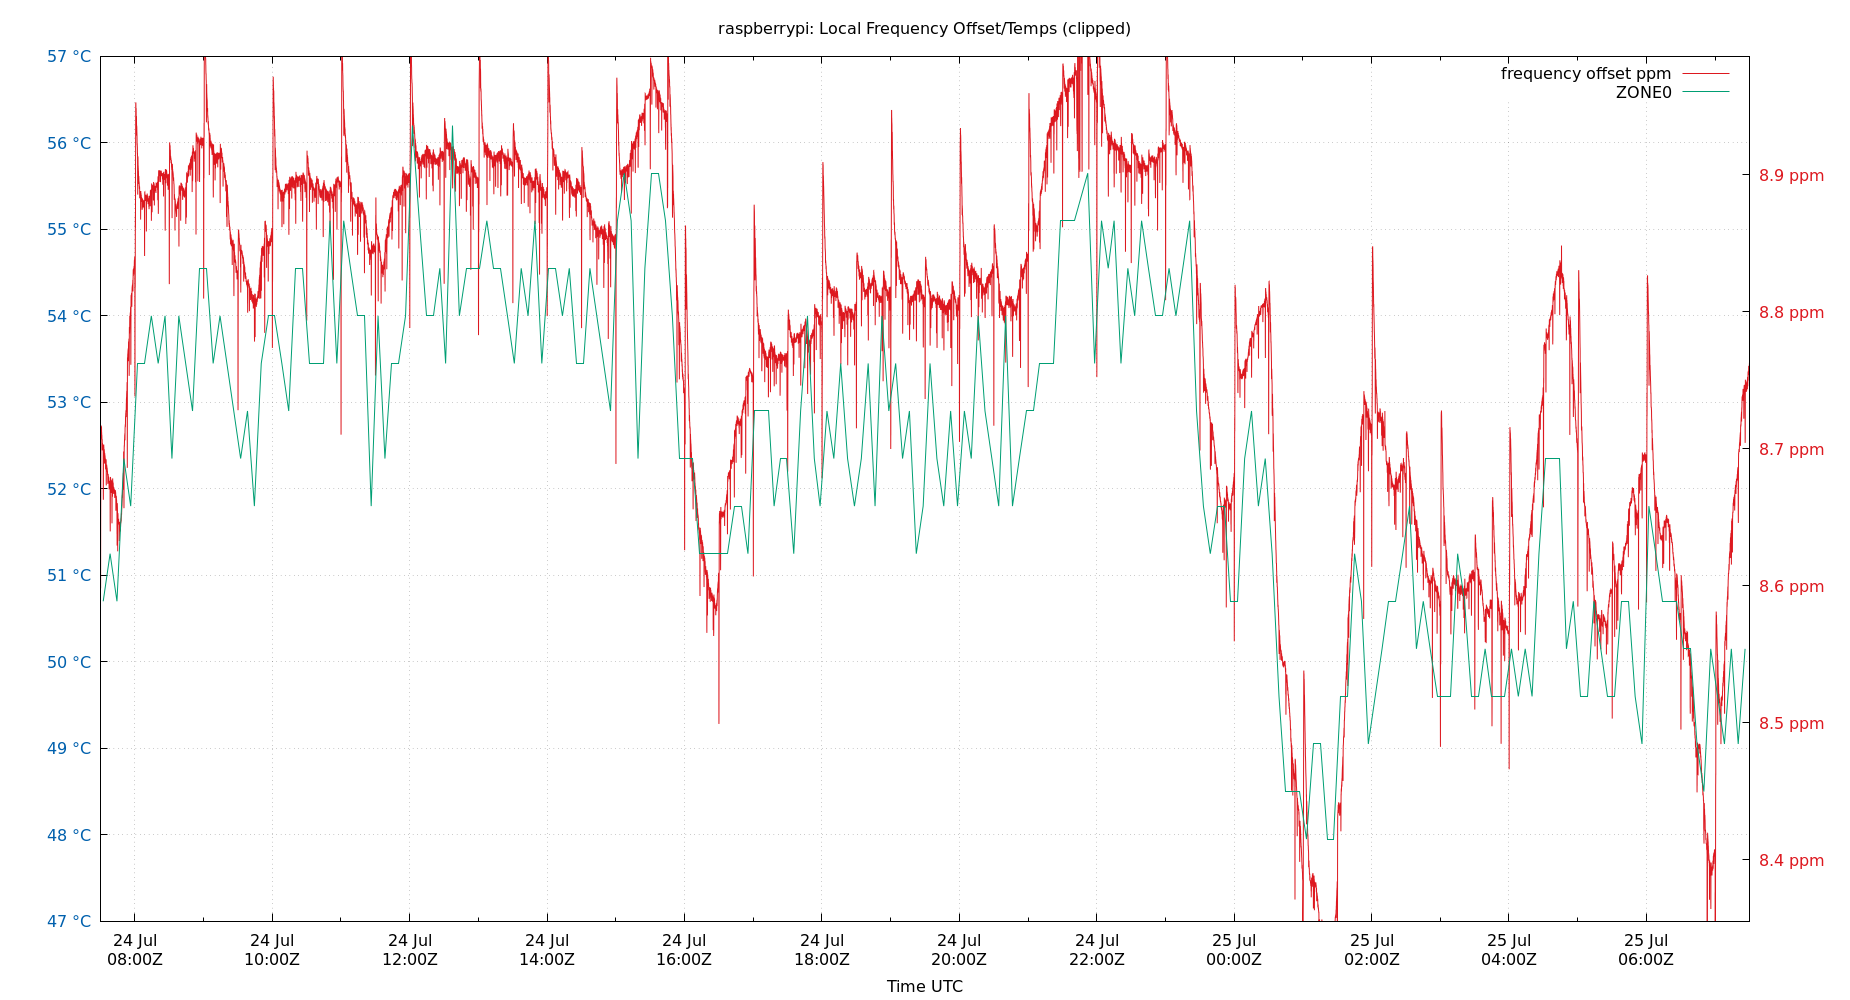 raspberrypi: Local Frequency Offset/Temps (clipped)
frequency offset ppm
ZONE0
57 °C
56 °C
55 °C
54 °C
53 °C
52 °C
51 °C
50 °C
49 °C
48 °C
47 °C
8.9 ppm
8.8 ppm
8.7 ppm
8.6 ppm
8.5 ppm
8.4 ppm
24 Jul 24 Jul 24 Jul 24 Jul 24 Jul 24 Jul 24 Jul 24 Jul 25 Jul 25 Jul 25 Jul 25 Jul
08:00Z 10:00Z 12:00Z 14:00Z 16:00Z 18:00Z 20:00Z 22:00Z 00:00Z 02:00Z 04:00Z 06:00Z
Time UTC